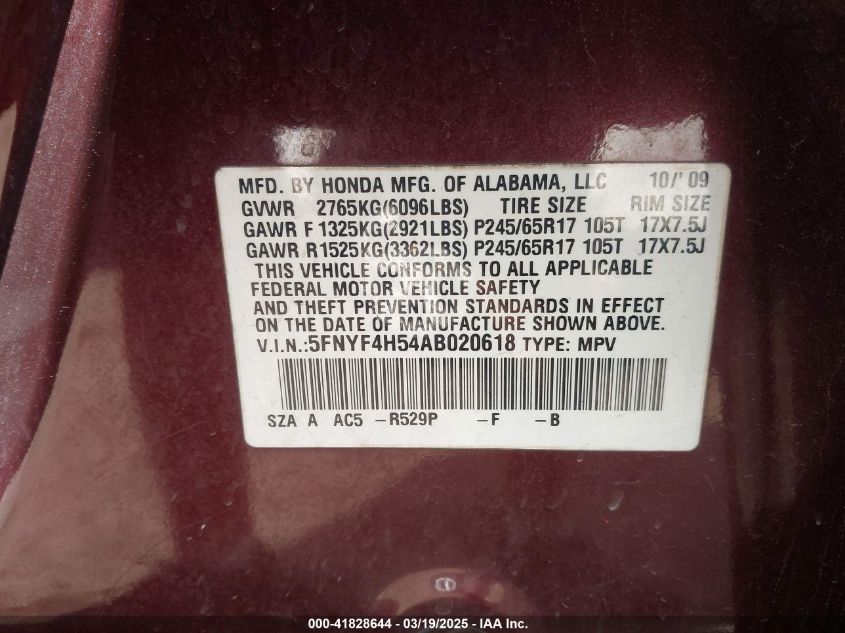 MFD. BY HONDA MFG. OF ALABAMA, LLC 10/'09
GVWR 2765KG(6096LBS) TIRE SIZE RIM SIZE
GAWR F 1325KG(2921LBS) P245/65R17 105T 17X7.5J
GAWR R1525KG(3362LBS) P245/65R17 105T 17X7.5J
THIS VEHICLE CONFORMS TO ALL APPLICABLE
FEDERAL MOTOR VEHICLE SAFETY
AND THEFT PREVENTION STANDARDS IN EFFECT
ON THE DATE OF MANUFACTURE SHOWN ABOVE.
V.I.N.:5FNYF4H54AB020618 TYPE: MPV
SZA A AC5 -R529P -F -B
000-41828644 - 03/19/2025 - IAA Inc.